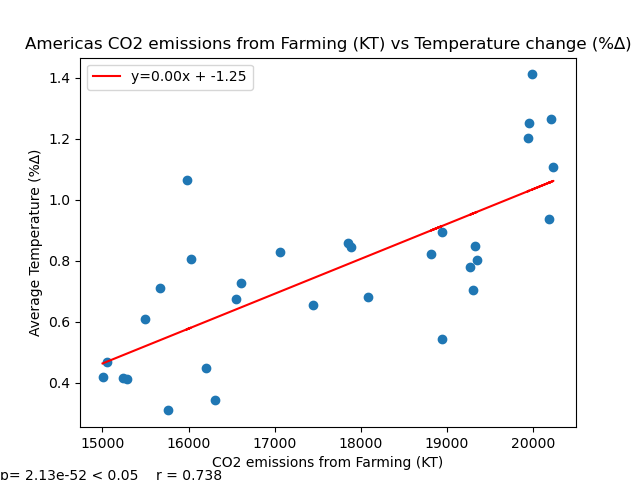 Americas CO2 emissions from Farming (KT) vs Temperature change (%Δ)
y=0.00x + -1.25
1.4
1.2
1.0
0.8
0.6
0.4
Average Temperature (%Δ)
15000 16000 17000 18000 19000 20000
CO2 emissions from Farming (KT)
p= 2.13e-52 < 0.05 r = 0.738